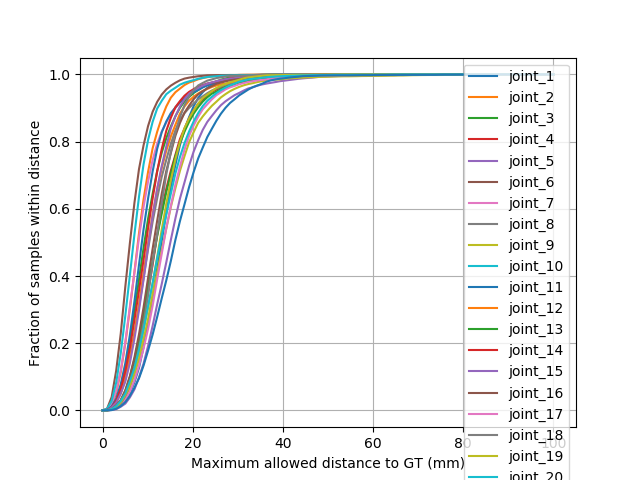 1.0
0.8
0.6
0.4
0.2
0.0
Fraction of samples within distance
0 20 40 60 80 100
Maximum allowed distance to GT (mm)
joint_1
joint_2
joint_3
joint_4
joint_5
joint_6
joint_7
joint_8
joint_9
joint_10
joint_11
joint_12
joint_13
joint_14
joint_15
joint_16
joint_17
joint_18
joint_19
joint_20